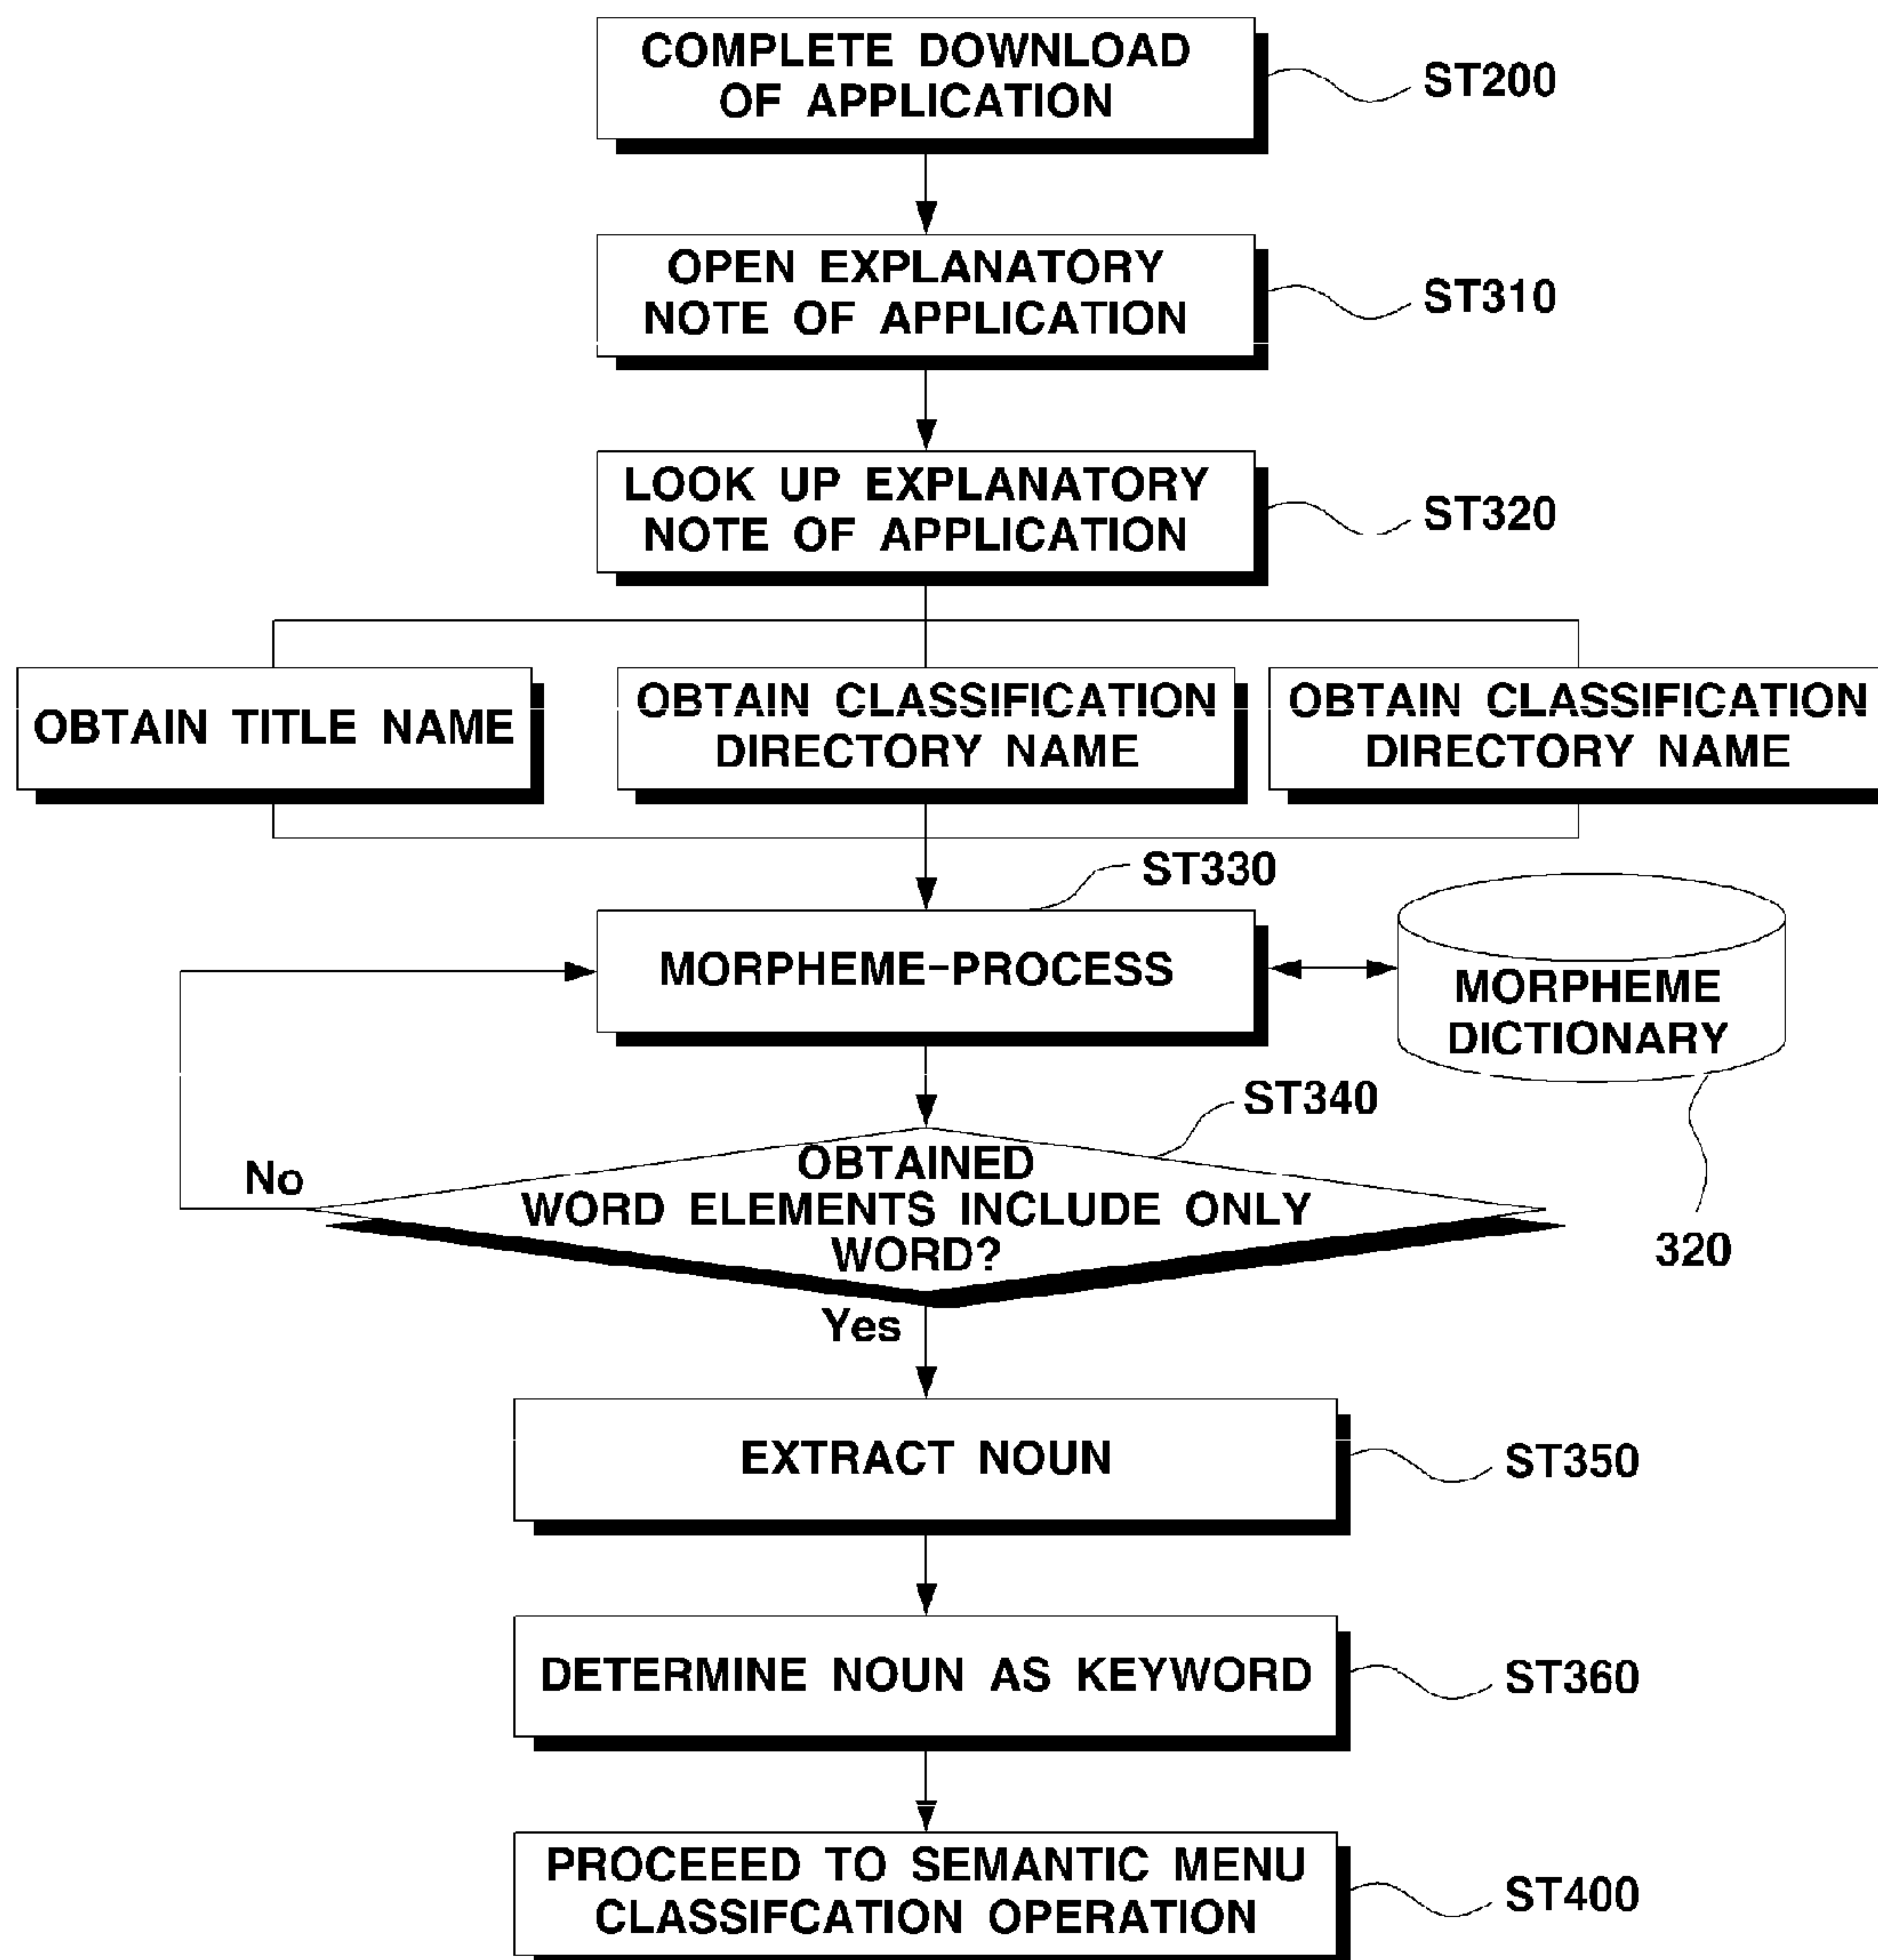 COMPLETE DOWNLOAD
OF APPLICATION
ST200
OPEN EXPLANATORY
NOTE OF APPLICATION
ST310
LOOK UP EXPLANATORY
NOTE OF APPLICATION
ST320
OBTAIN TITLE NAME
OBTAIN CLASSIFICATION
DIRECTORY NAME
OBTAIN CLASSIFICATION
DIRECTORY NAME
ST330
MORPHEME-PROCESS
MORPHEME
DICTIONARY
320
ST340
OBTAINED
WORD ELEMENTS INCLUDE ONLY
WORD?
No
Yes
EXTRACT NOUN
ST350
DETERMINE NOUN AS KEYWORD
ST360
PROCEEED TO SEMANTIC MENU
CLASSIFCATION OPERATION
ST400